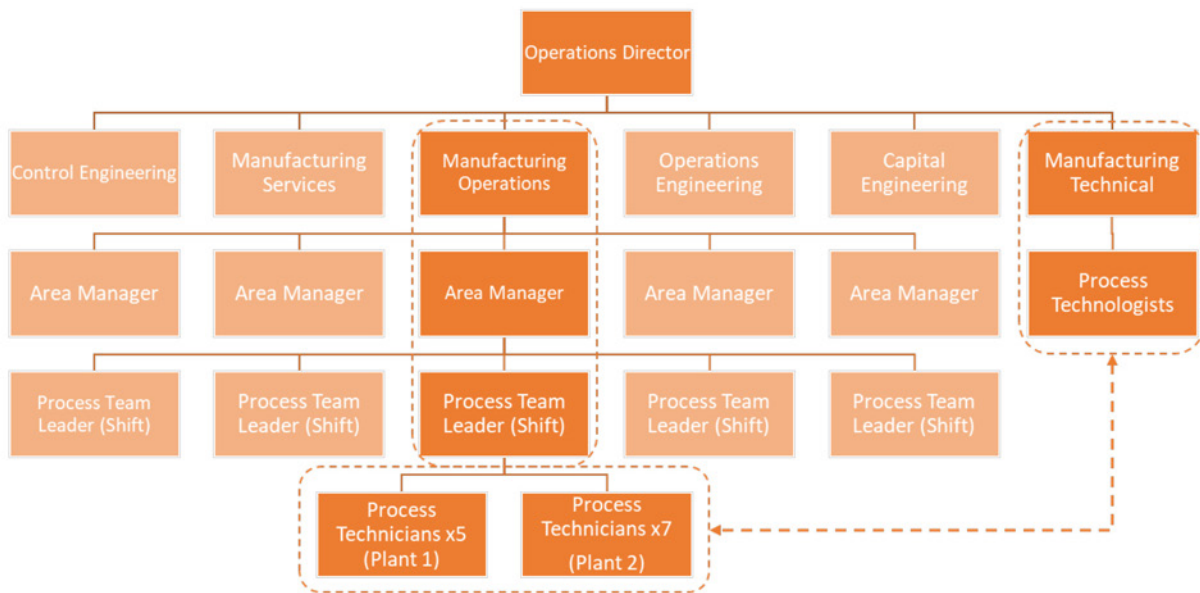 Operations Director
Control Engineering
Manufacturing
Services
Manufacturing
Operations
Operations
Engineering
Capital
Engineering
Manufacturing
Technical
Area Manager
Area Manager
Area Manager
Area Manager
Area Manager
Process
Technologists
Process Team
Leader (Shift)
Process Team
Leader (Shift)
Process Team
Leader (Shift)
Process Team
Leader (Shift)
Process Team
Leader (Shift)
Process
Technicians x5
(Plant 1)
Process
Technicians x7
(Plant 2)